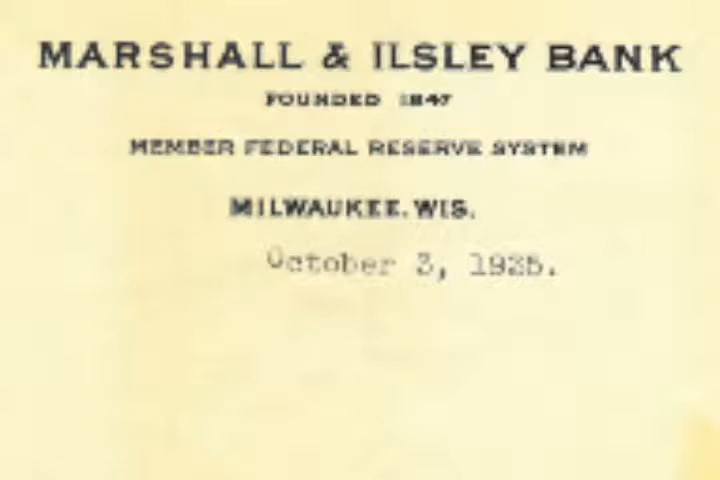 MARSHALL & ILSLEY BANK
FOUNDED 1847
MEMBER FEDERAL RESERVE SYSTEM
MILWAUKEE, WIS.
October 3, 1935.